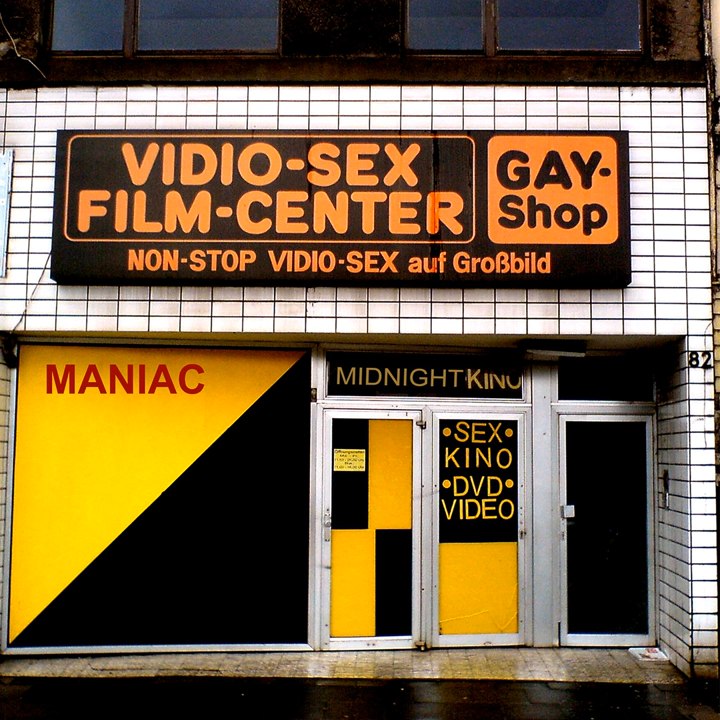 VIDIO-SEX
FILM-CENTER
GAY-
Shop
NON-STOP VIDIO-SEX auf Großbild
MANIAC
MIDNIGHT KINO
82
Öffnungszeiten
SEX
KINO
DVD
VIDEO